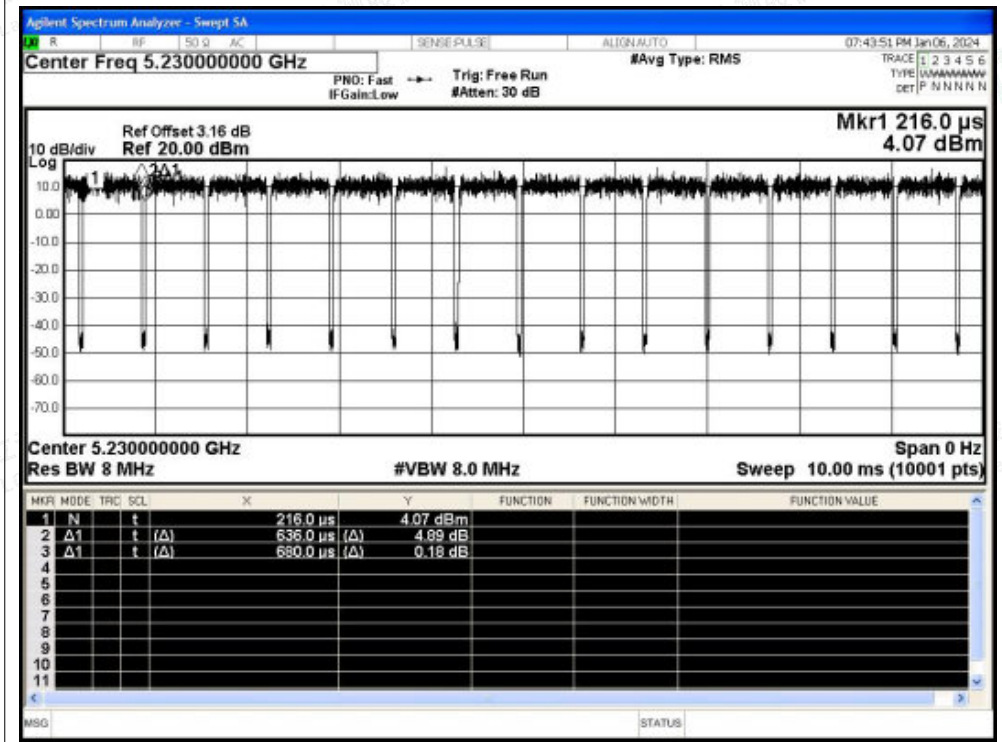 Agilent Spectrum Analyzer - Swept SA
R RF 50 Ω AC SENSE:PULSE ALIGN AUTO 07:43:51 PM Jan 06, 2024
Center Freq 5.230000000 GHz #Avg Type: RMS TRACE 1 2 3 4 5 6
PNO: Fast Trig: Free Run TYPE
IFGain:Low #Atten: 30 dB DET P N N N N N
Mkr1 216.0 µs
Ref Offset 3.16 dB
10 dB/div Ref 20.00 dBm 4.07 dBm
Log
1 2Δ1
10.0
0.00
-10.0
-20.0
-30.0
-40.0
-50.0
-60.0
-70.0
Center 5.230000000 GHz Span 0 Hz
Res BW 8 MHz #VBW 8.0 MHz Sweep 10.00 ms (10001 pts)
MKR MODE TRC SCL X Y FUNCTION FUNCTION WIDTH FUNCTION VALUE
1 N t 216.0 µs 4.07 dBm
2 Δ1 t (Δ) 636.0 µs (Δ) 4.89 dB
3 Δ1 t (Δ) 680.0 µs (Δ) 0.18 dB
4
5
6
7
8
9
10
11
MSG STATUS